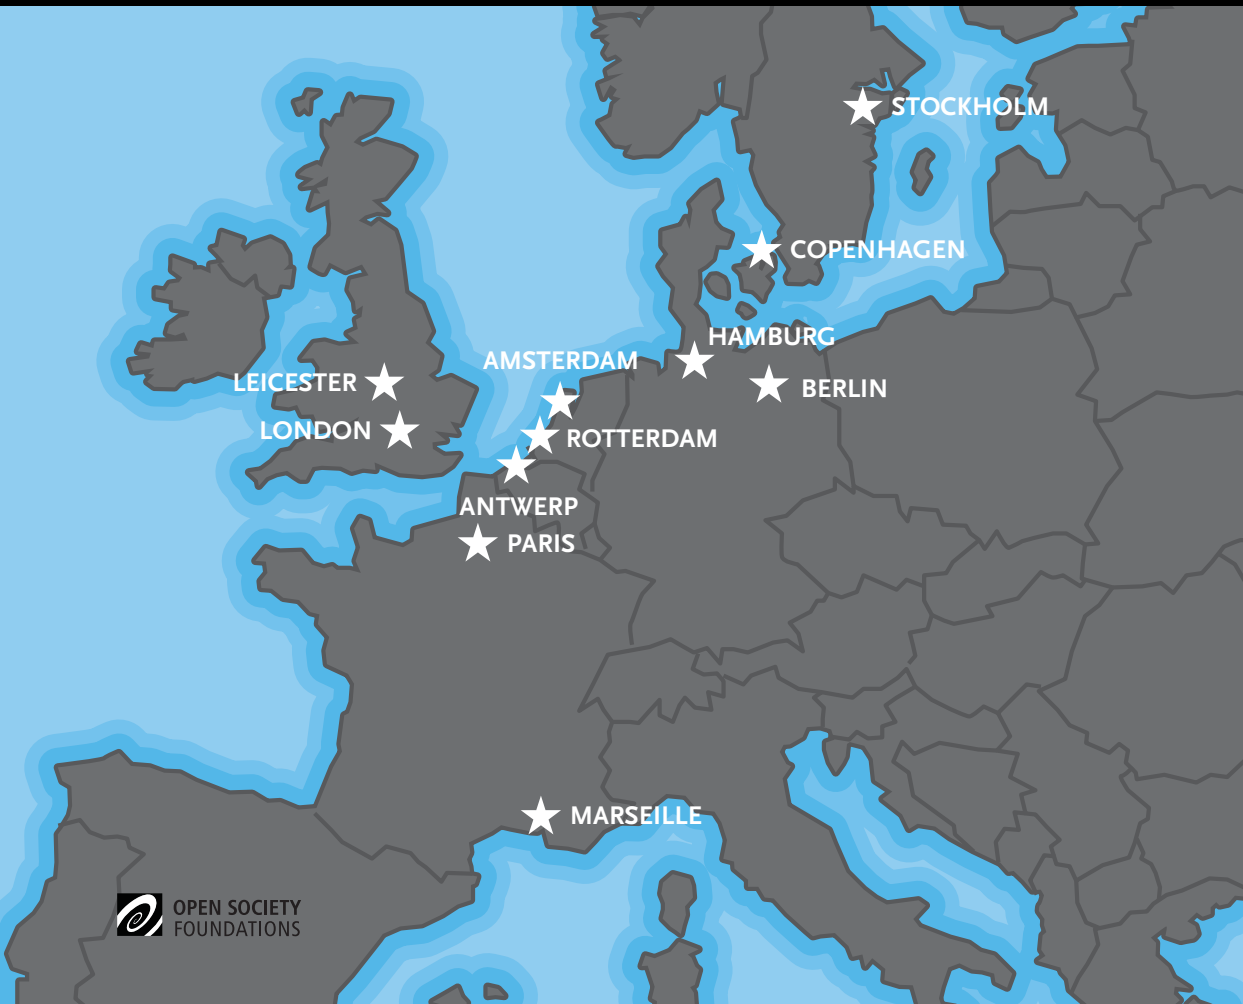 STOCKHOLM
COPENHAGEN
HAMBURG
AMSTERDAM
LEICESTER
BERLIN
LONDON
ROTTERDAM
ANTWERP
PARIS
MARSEILLE
OPEN SOCIETY
FOUNDATIONS